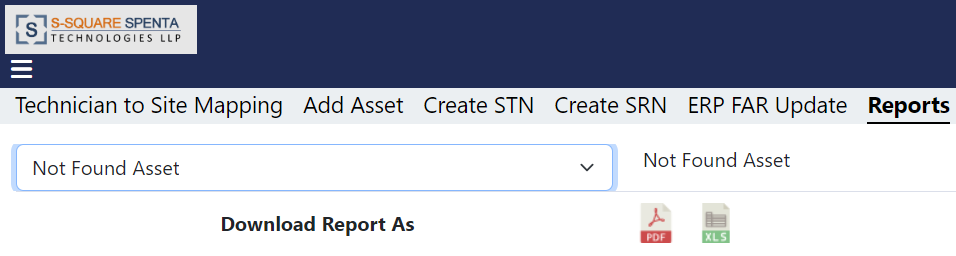 S
S-SQUARE SPENTA
TECHNOLOGIES LLP
Technician to Site Mapping Add Asset Create STN Create SRN ERP FAR Update Reports
Not Found Asset
Not Found Asset
Download Report As
PDF
XLS